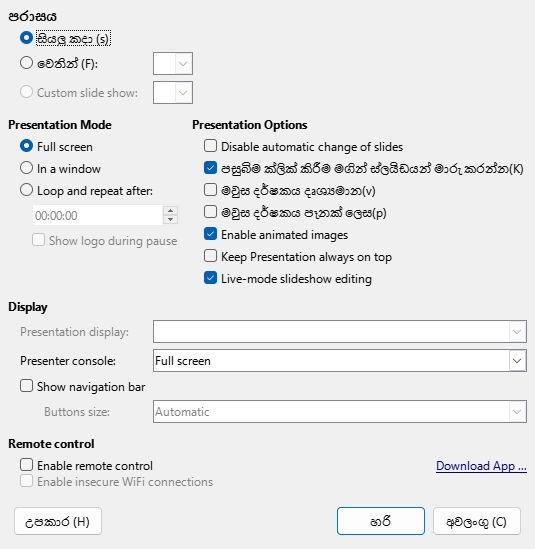 පරාසය
සියලු කදා (s)
වෙතින් (F):
Custom slide show:
Presentation Mode
Full screen
In a window
Loop and repeat after:
00:00:00
Show logo during pause
Presentation Options
Disable automatic change of slides
පසුබිම ක්ලික් කිරීම මගින් ස්ලයිඩයන් මාරු කරන්න(K)
මවුස දර්ෂකය දෘශ්‍යමාන(v)
මවුස දර්ෂකය පෑනක් ලෙස(p)
Enable animated images
Keep Presentation always on top
Live-mode slideshow editing
Display
Presentation display:
Presenter console:
Full screen
Show navigation bar
Buttons size:
Automatic
Remote control
Enable remote control
Download App ...
Enable insecure WiFi connections
උපකාර (H)
හරි
අවලංගු (C)